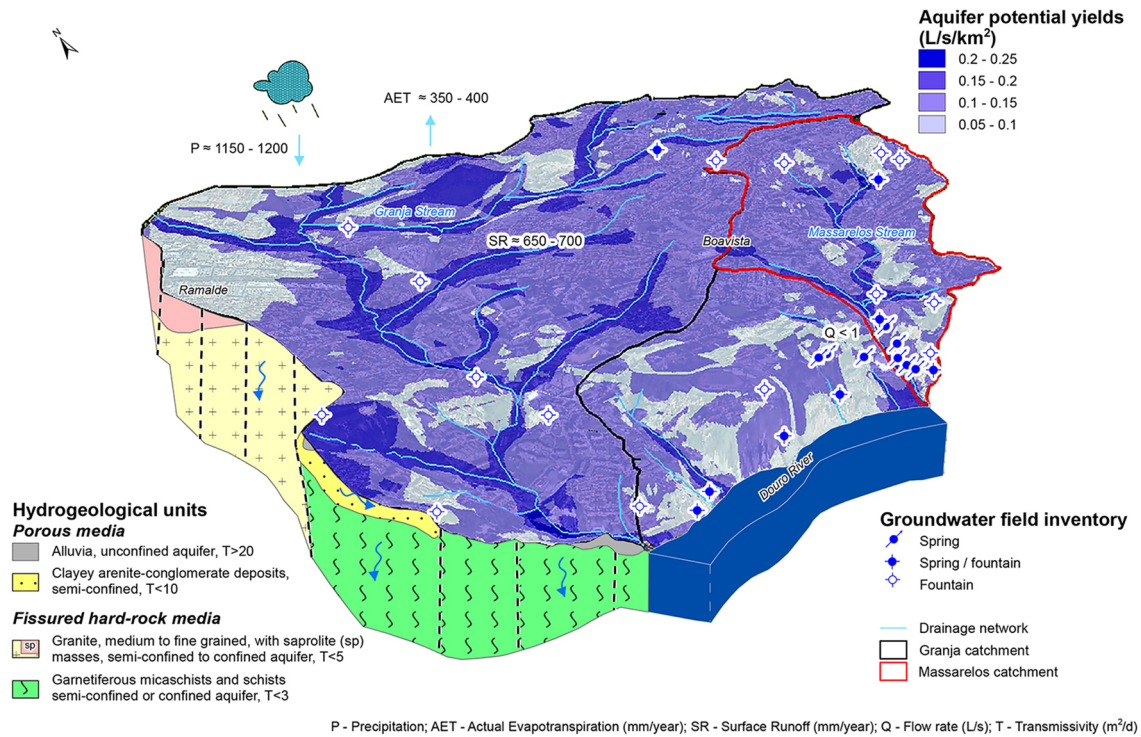 N
Aquifer potential yields
(L/s/km²)
0.2 - 0.25
0.15 - 0.2
0.1 - 0.15
0.05 - 0.1
AET ≈ 350 - 400
P ≈ 1150 - 1200
Granja Stream
SR ≈ 650 - 700
Boavista
Massarelos Stream
Ramalde
Q < 1
Douro River
Hydrogeological units
Porous media
Alluvia, unconfined aquifer, T>20
Clayey arenite-conglomerate deposits,
semi-confined, T<10
Fissured hard-rock media
sp
Granite, medium to fine grained, with saprolite (sp)
masses, semi-confined to confined aquifer, T<5
Garnetiferous micaschists and schists
semi-confined or confined aquifer, T<3
Groundwater field inventory
Spring
Spring / fountain
Fountain
Drainage network
Granja catchment
Massarelos catchment
P - Precipitation; AET - Actual Evapotranspiration (mm/year); SR - Surface Runoff (mm/year); Q - Flow rate (L/s); T - Transmissivity (m²/d)